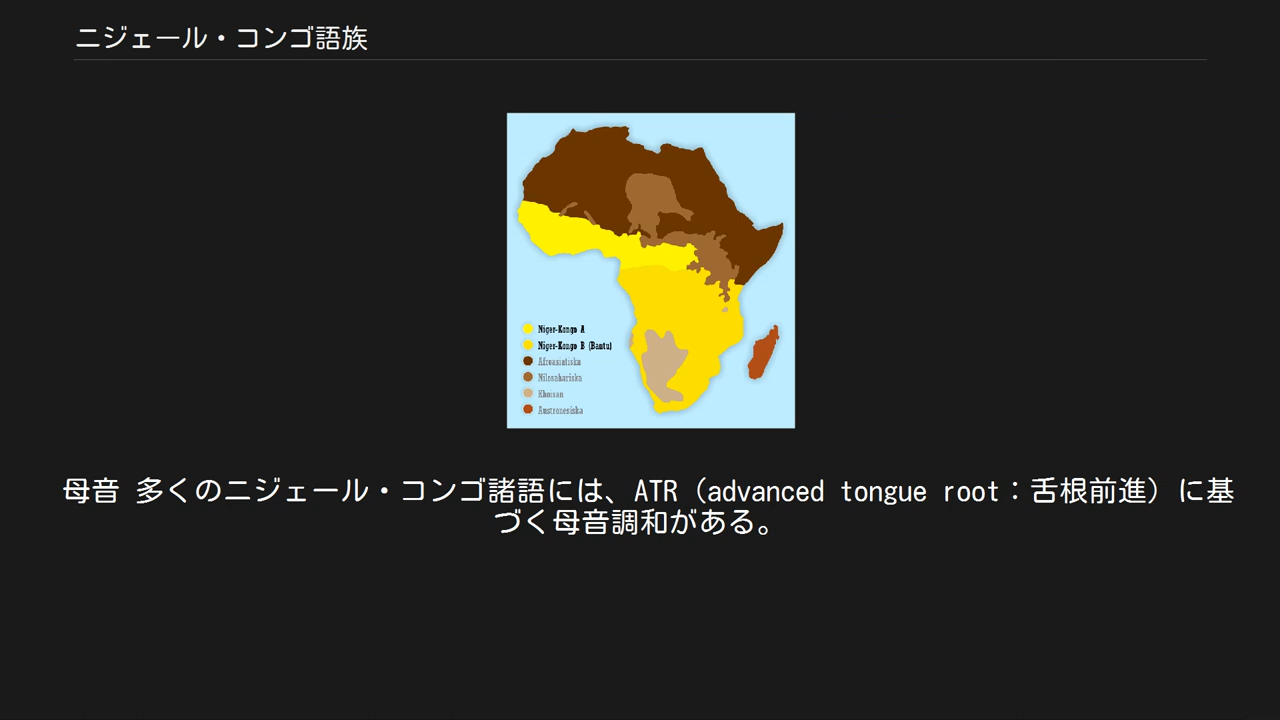 ニジェール・コンゴ語族
Niger-Kongo A
Niger-Kongo B (Bantu)
Afroasiatiska
Nilosahariska
Khoisan
Austronesiska
母音 多くのニジェール・コンゴ諸語には、ATR（advanced tongue root：舌根前進）に基
づく母音調和がある。